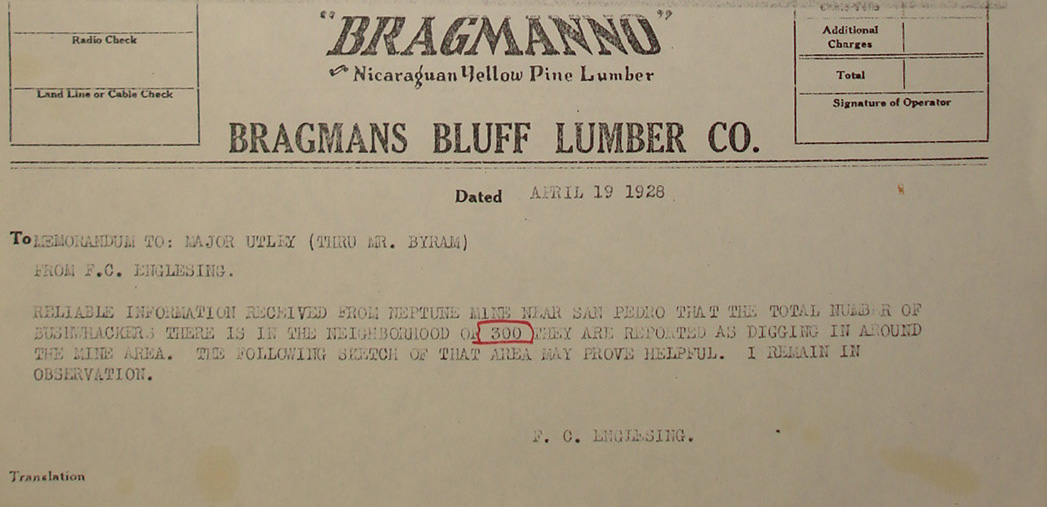 Radio Check
Land Line or Cable Check
"BRAGMANNO"
Nicaraguan Yellow Pine Lumber
BRAGMANS BLUFF LUMBER CO.
Additional
Charges
Total
Signature of Operator
Dated APRIL 19 1928
To MEMORANDUM TO: MAJOR UTLEY (THRU MR. BYRAM)
FROM F.C. ENGLESING.
RELIABLE INFORMATION RECEIVED FROM NEPTUNE MINE NEAR SAN PEDRO THAT THE TOTAL NUMBER OF
BUSHWHACKERS THERE IS IN THE NEIGHBORHOOD OF 300 THEY ARE REPORTED AS DIGGING IN AROUND
THE MINE AREA. THE FOLLOWING SKETCH OF THAT AREA MAY PROVE HELPFUL. I REMAIN IN
OBSERVATION.
F. C. ENGLESING.
Translation